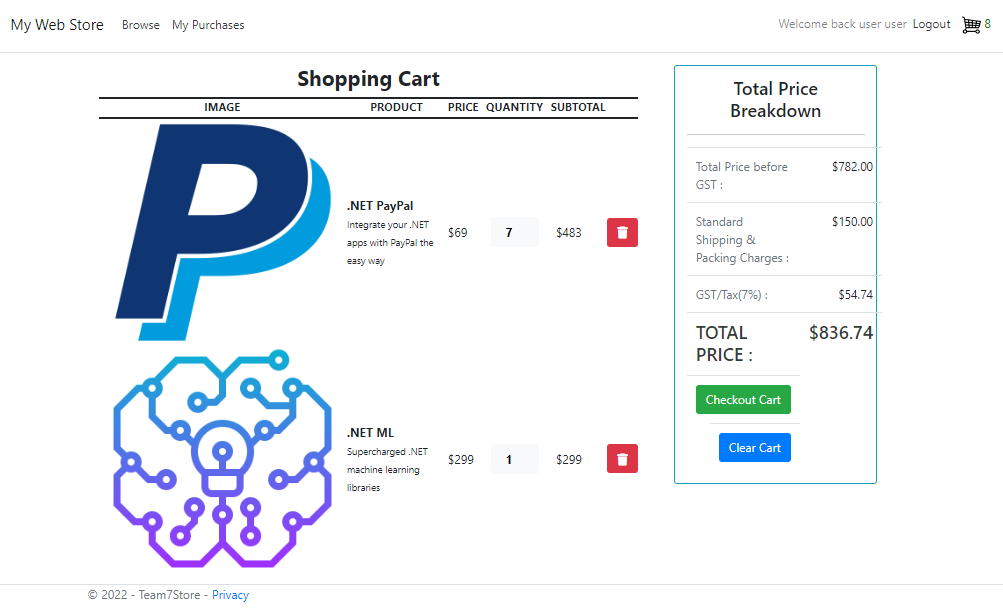 My Web Store Browse My Purchases Welcome back user user Logout 8
Shopping Cart
IMAGE PRODUCT PRICE QUANTITY SUBTOTAL
.NET PayPal
Integrate your .NET
apps with PayPal the
easy way
$69 7 $483
.NET ML
Supercharged .NET
machine learning
libraries
$299 1 $299
Total Price
Breakdown
Total Price before
GST :
$782.00
Standard
Shipping &
Packing Charges :
$150.00
GST/Tax(7%) : $54.74
TOTAL
PRICE :
$836.74
Checkout Cart
Clear Cart
© 2022 - Team7Store - Privacy